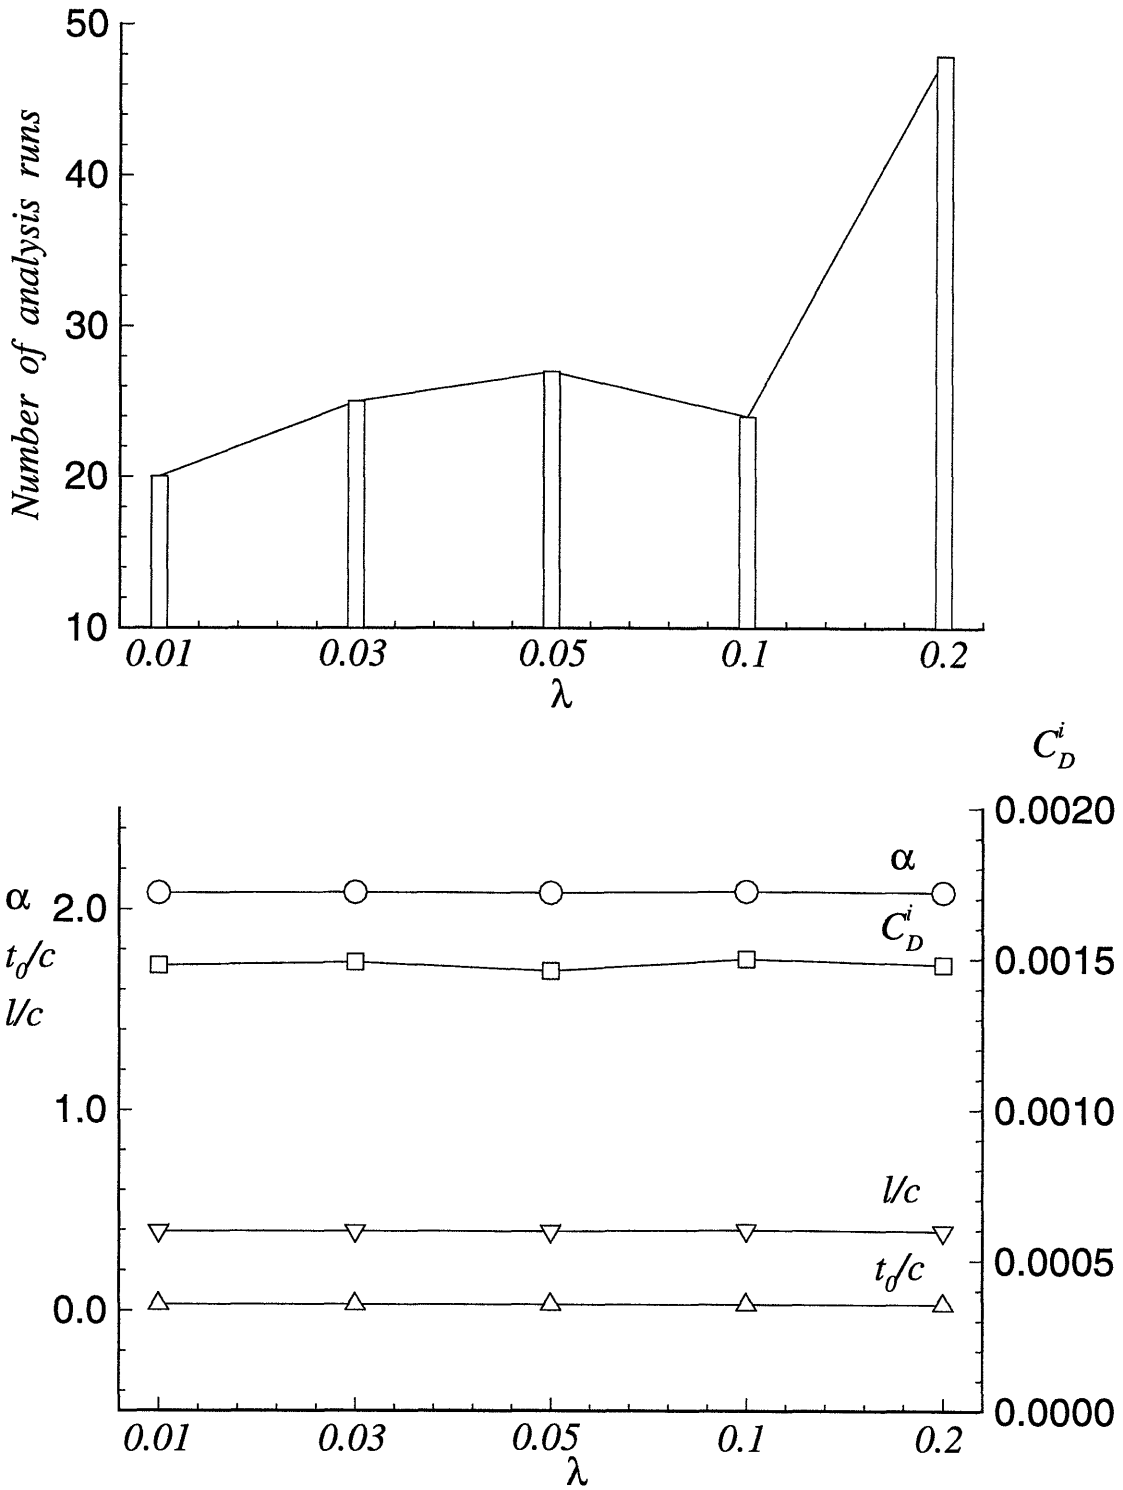 50
40
30
20
10
Number of analysis runs
0.01 0.03 0.05 0.1 0.2
λ
C_D^i
0.0020
α
α 2.0
C_D^i
t_0/c
0.0015
l/c
1.0
0.0010
l/c
t_0/c
0.0005
0.0
0.0000
0.01 0.03 0.05 0.1 0.2
λ